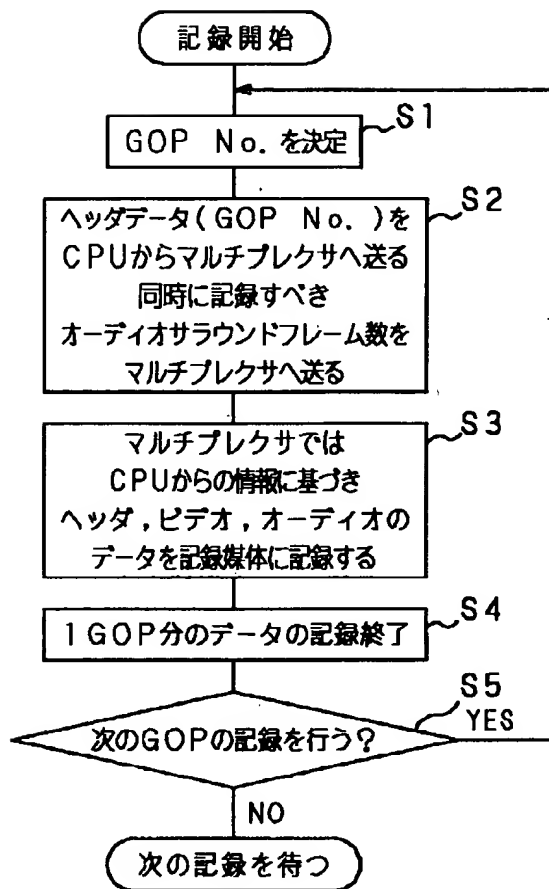 記録開始
S1
GOP No.を決定
S2
ヘッダデータ(GOP No.)を
CPUからマルチプレクサへ送る
同時に記録すべき
オーディオサラウンドフレーム数を
マルチプレクサへ送る
S3
マルチプレクサでは
CPUからの情報に基づき
ヘッダ,ビデオ,オーディオの
データを記録媒体に記録する
S4
1GOP分のデータの記録終了
S5
次のGOPの記録を行う?
YES
NO
次の記録を待つ